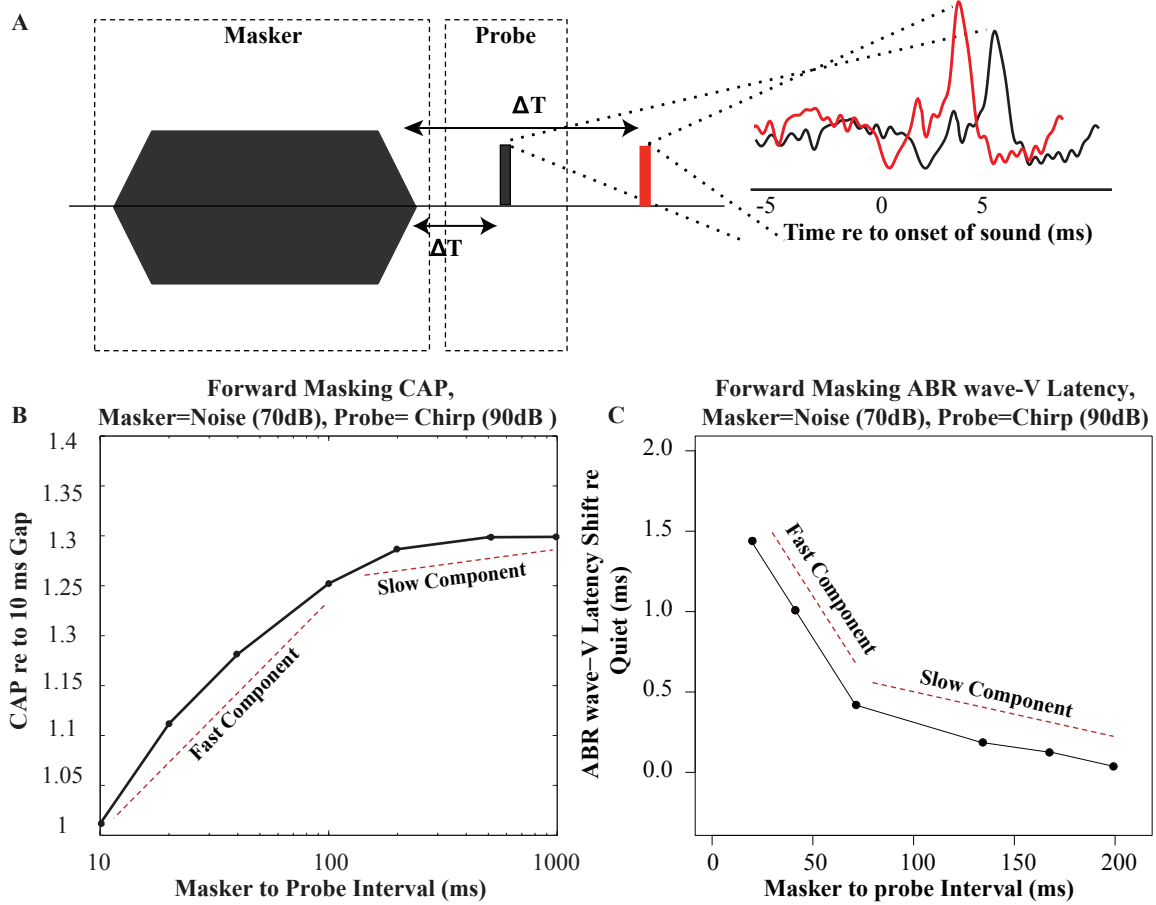 A
Masker
Probe
ΔT
ΔT
-5 0 5
Time re to onset of sound (ms)
Forward Masking CAP,
B Masker=Noise (70dB), Probe= Chirp (90dB )
1.4
1.35
1.3
1.25
1.3
1.2
1.15
1.1
1.05
1
CAP re to 10 ms Gap
Fast Component
Slow Component
10 100 1000
Masker to Probe Interval (ms)
Forward Masking ABR wave-V Latency,
C Masker=Noise (70dB), Probe=Chirp (90dB)
2.0
1.5
1.0
0.5
0.0
ABR wave−V Latency Shift re
Quiet (ms)
Fast Component
Slow Component
0 50 100 150 200
Masker to probe Interval (ms)